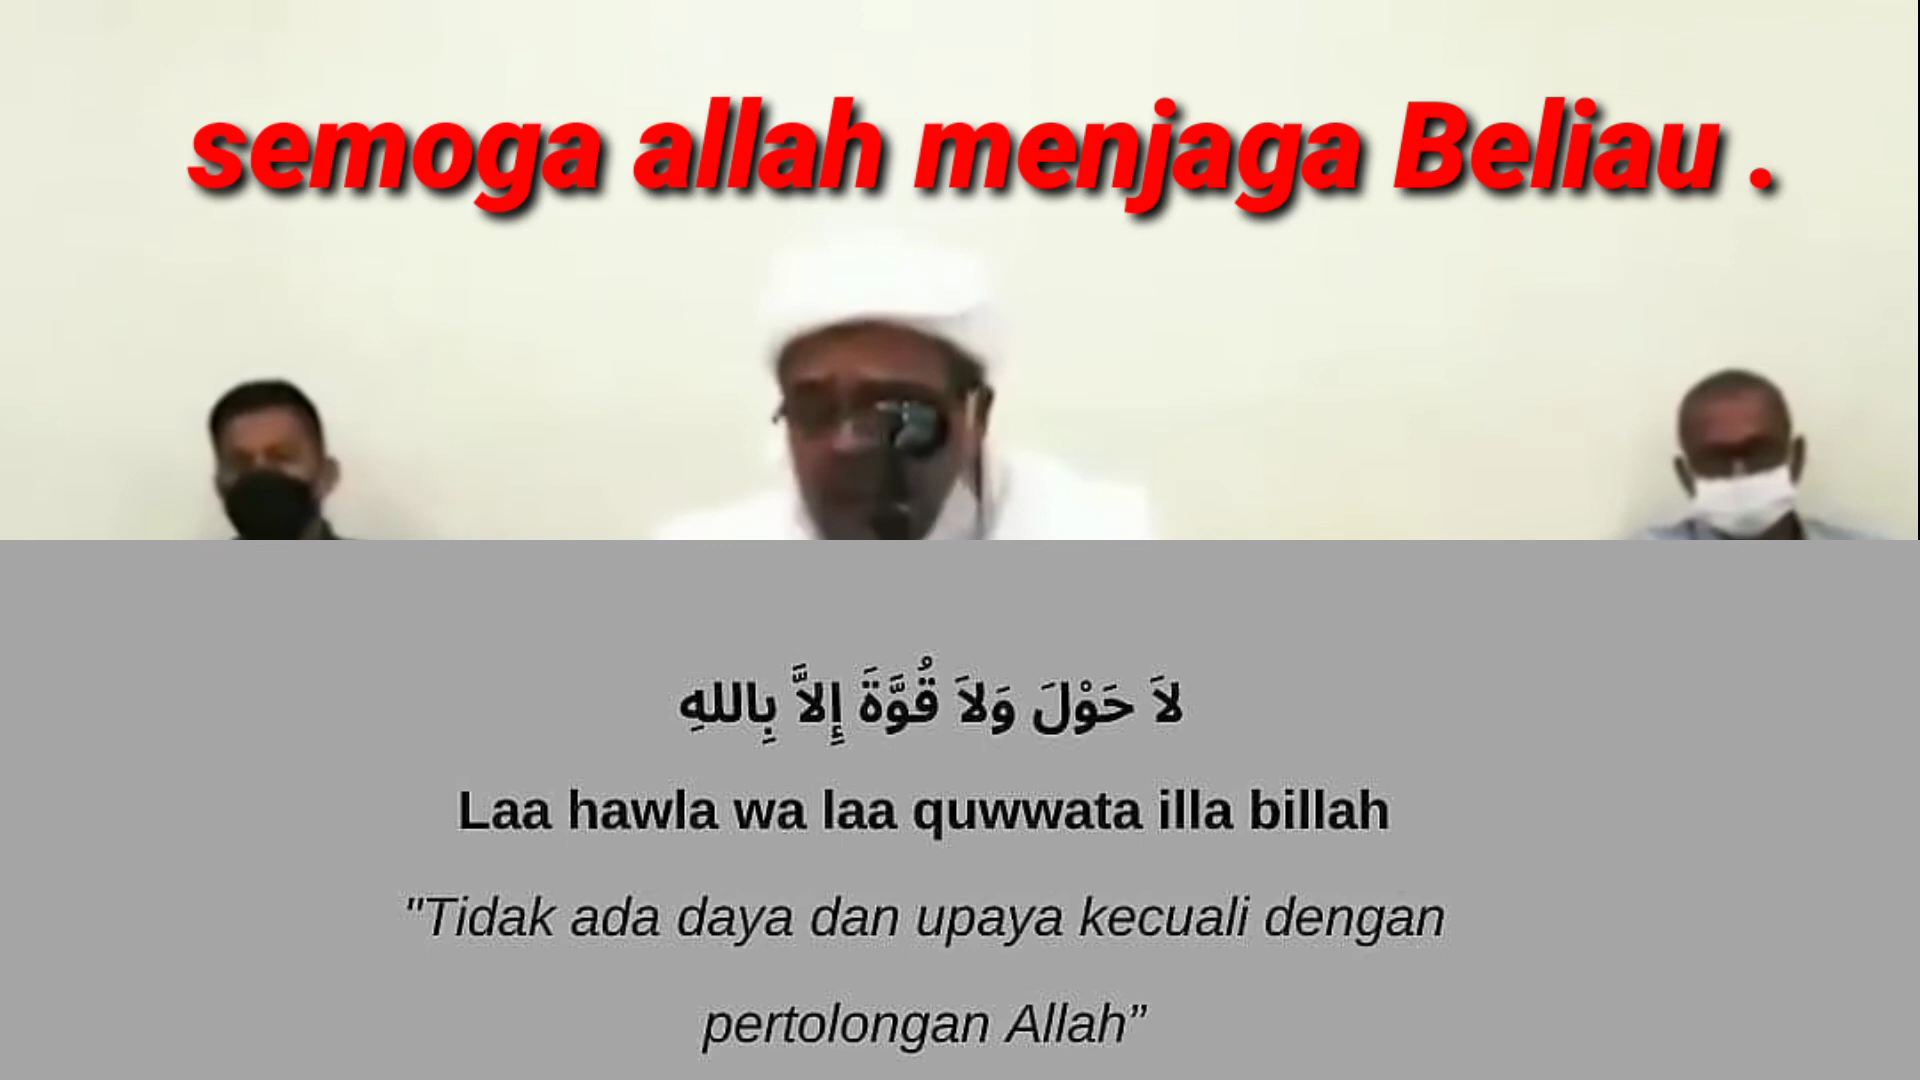 semoga allah menjaga Beliau .
لاَ حَوْلَ وَلاَ قُوَّةَ إِلاَّ بِاللهِ
Laa hawla wa laa quwwata illa billah
"Tidak ada daya dan upaya kecuali dengan
pertolongan Allah”